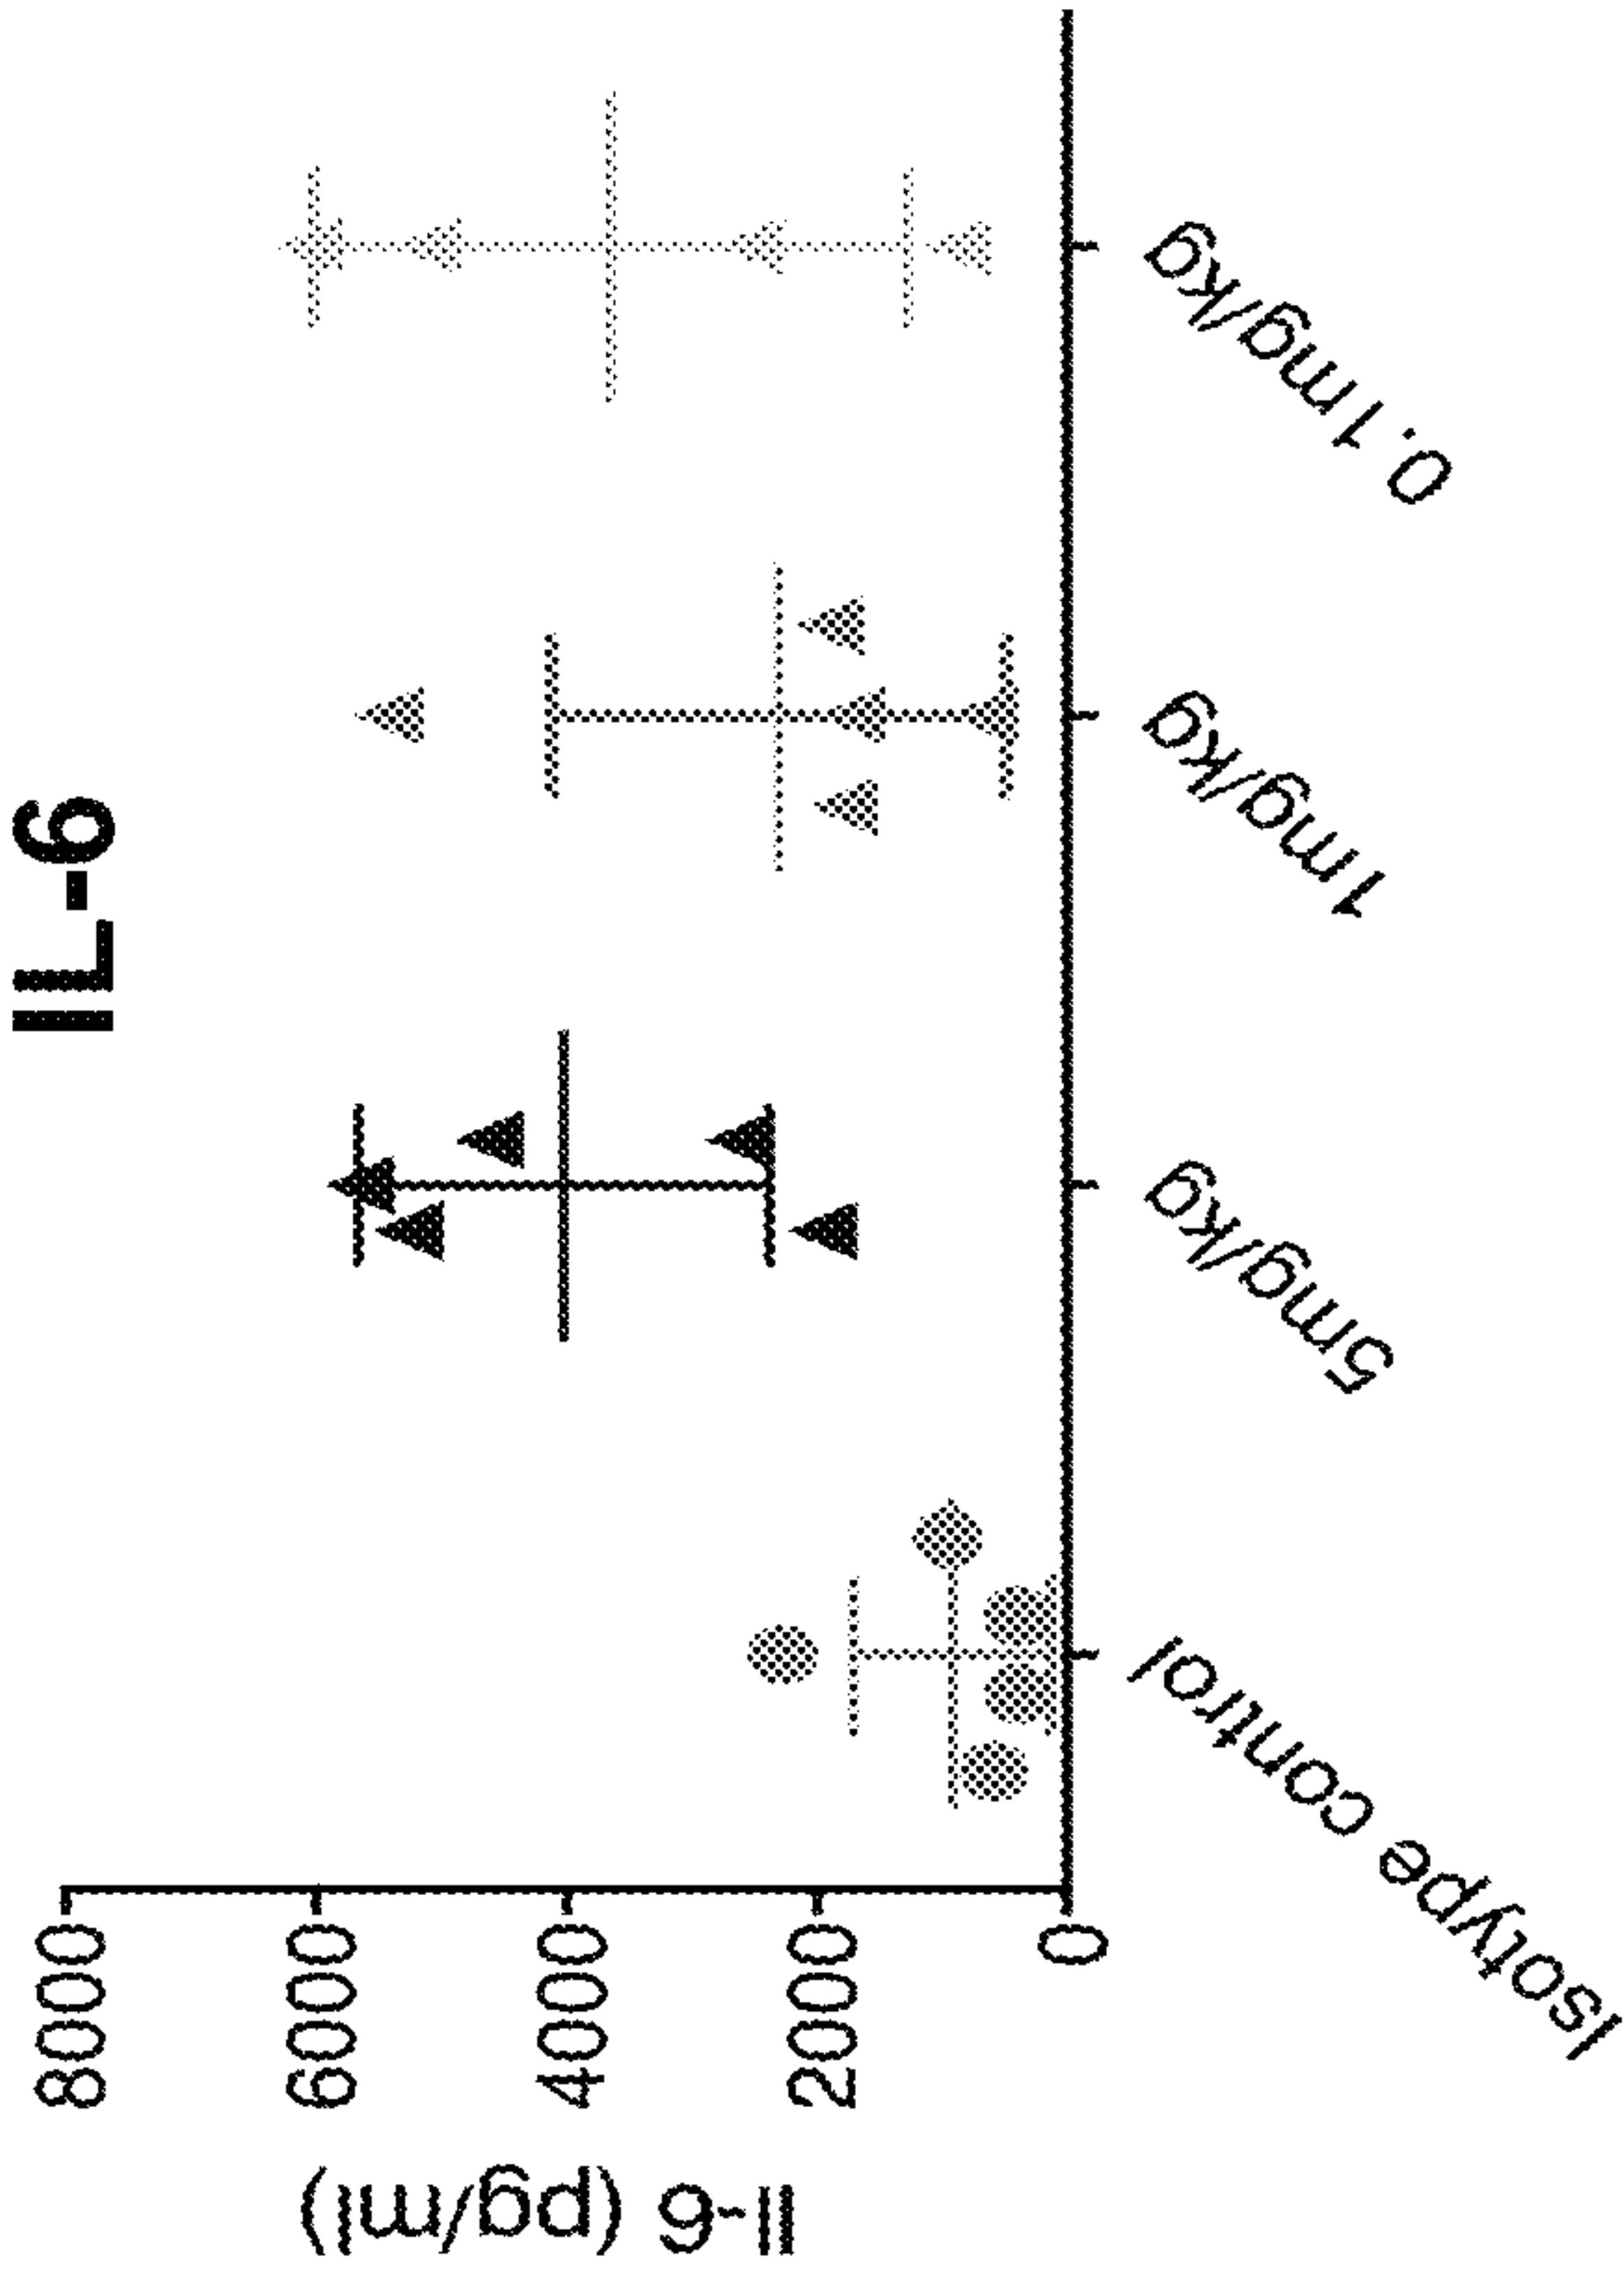 IL-6
Il-6 (pg/ml)
8000
6000
4000
2000
0
Isotype control
5mg/kg
1mg/kg
0.1mg/kg